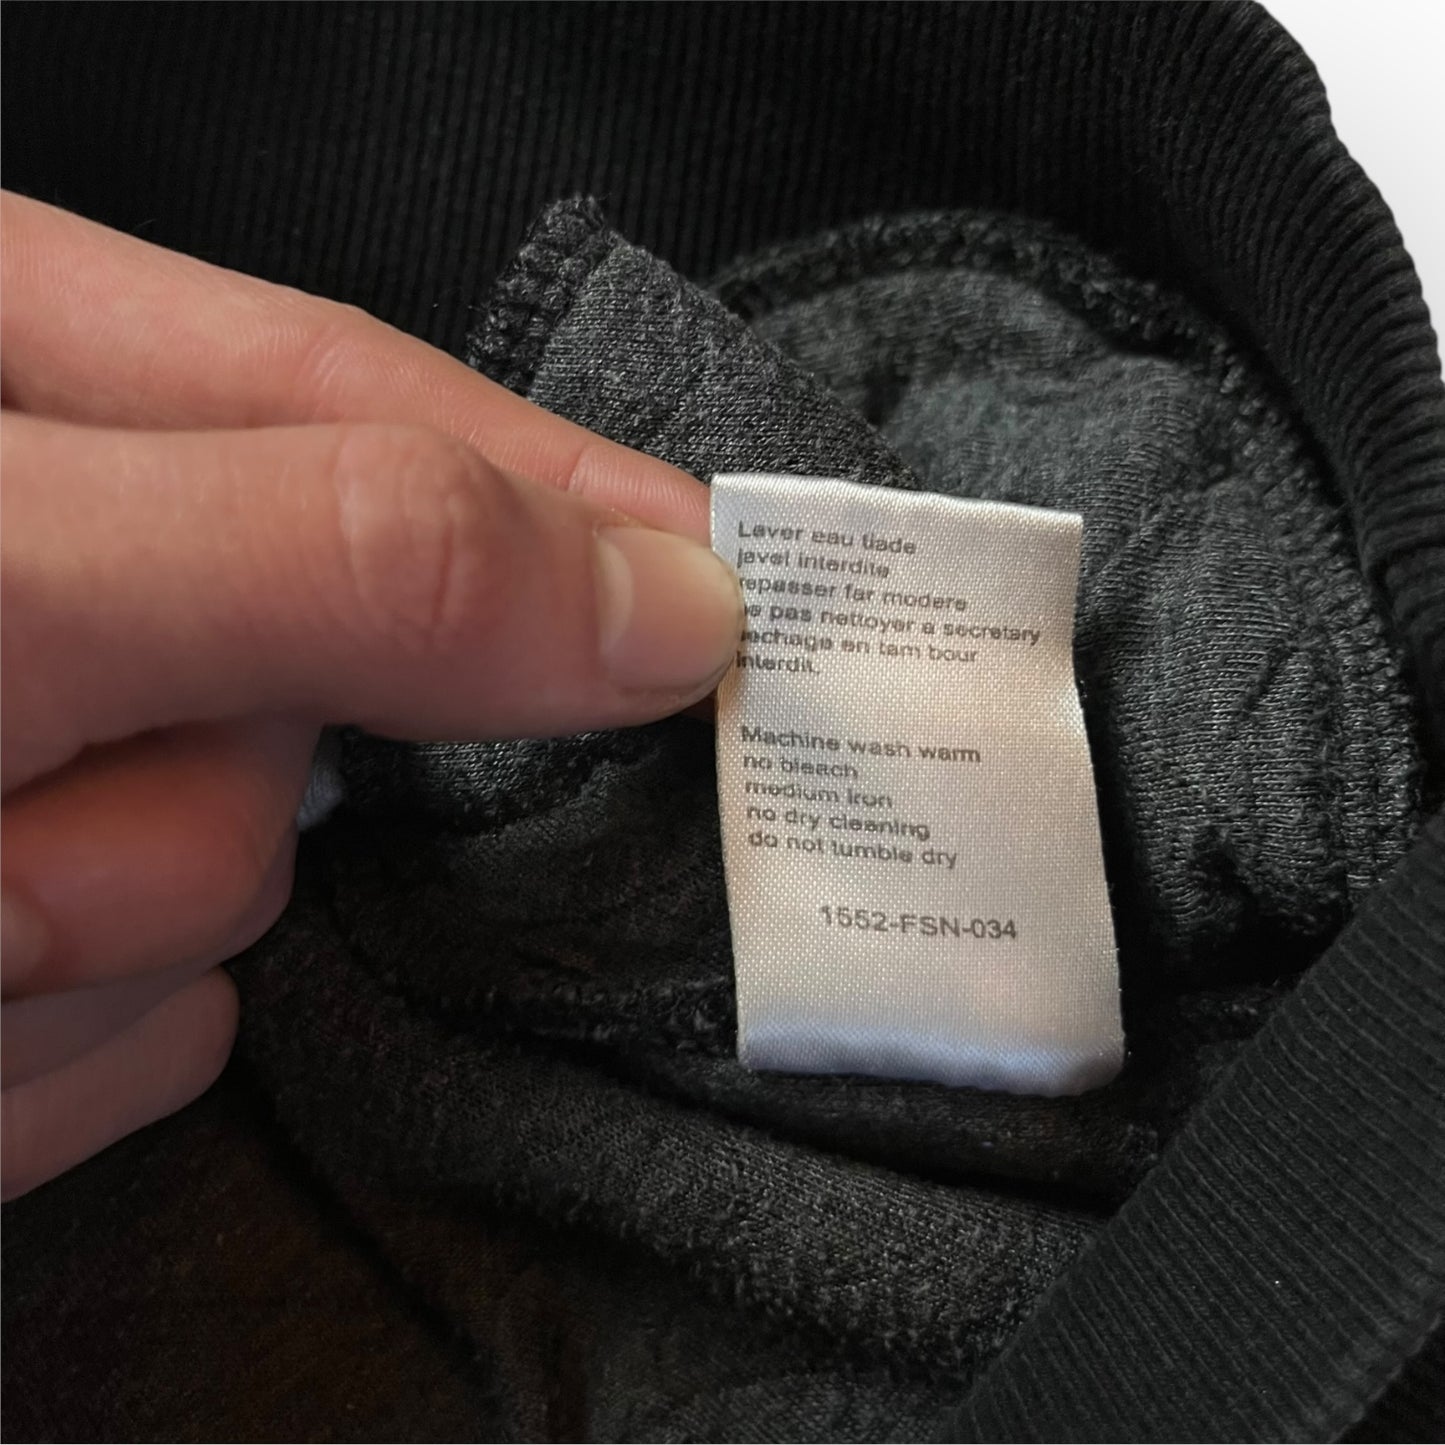 Laver eau tiade
javel interdite
repasser far modere
ne pas nettoyer a secretary
sechage en tam bour
interdit.
Machine wash warm
no bleach
medium iron
no dry cleaning
do not tumble dry
1552-FSN-034